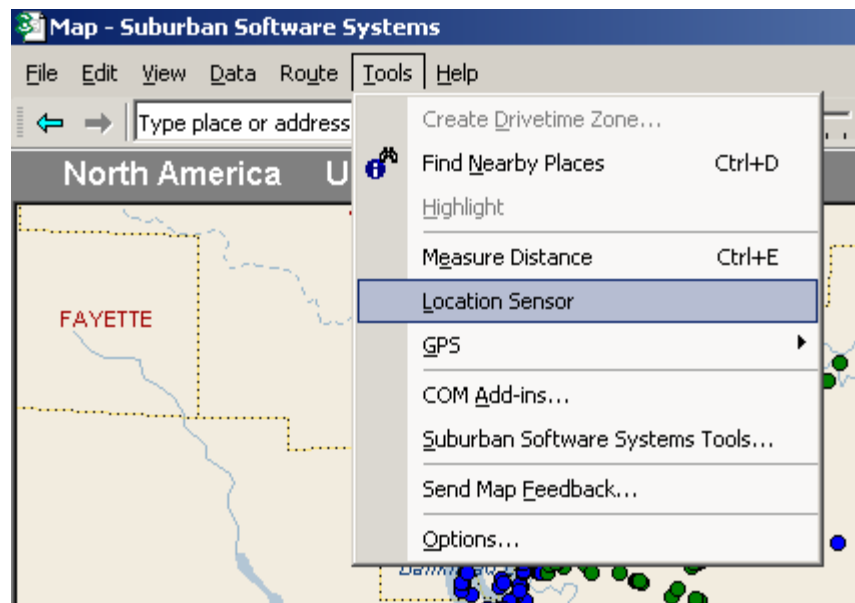 Map - Suburban Software Systems
File Edit View Data Route Tools Help
Type place or address
North America U
Create Drivetime Zone...
Find Nearby Places Ctrl+D
Highlight
Measure Distance Ctrl+E
Location Sensor
GPS
COM Add-ins...
Suburban Software Systems Tools...
Send Map Feedback...
Options...
FAYETTE